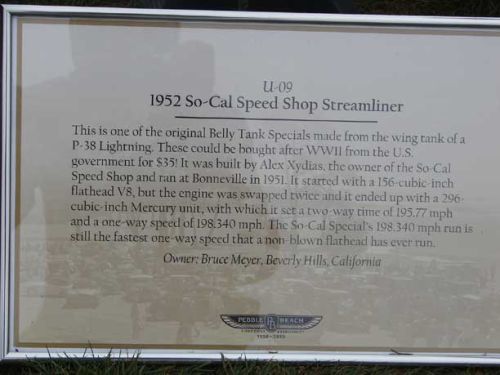 U-09
1952 So-Cal Speed Shop Streamliner
This is one of the original Belly Tank Specials made from the wing tank of a
P-38 Lightning. These could be bought after WWII from the U.S.
government for $35! It was built by Alex Xydias, the owner of the So-Cal
Speed Shop and ran at Bonneville in 1951. It started with a 156-cubic-inch
flathead V8, but the engine was swapped twice and it ended up with a 296-
cubic-inch Mercury unit, with which it set a two-way time of 195.77 mph
and a one-way speed of 198.340 mph. The So-Cal Special's 198.340 mph run is
still the fastest one-way speed that a non-blown flathead has ever run.
Owner: Bruce Meyer, Beverly Hills, California
PEBBLE BEACH